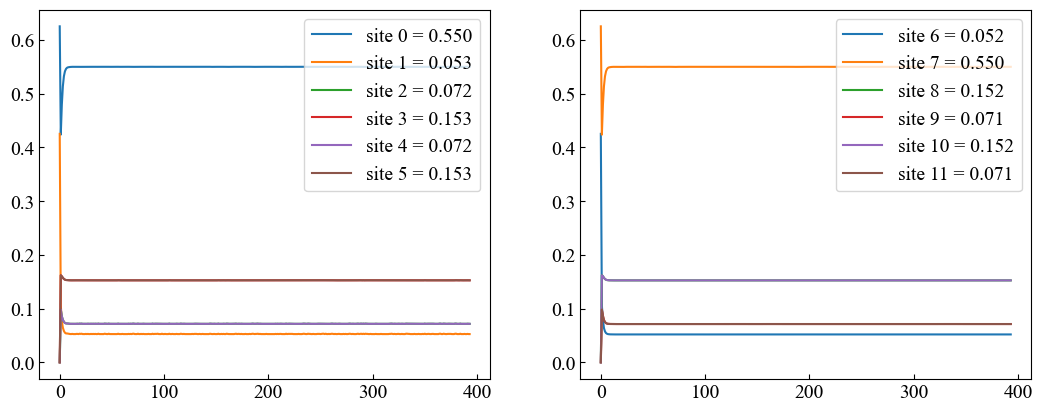 0.6
0.5
0.4
0.3
0.2
0.1
0.0
0 100 200 300 400
site 0 = 0.550
site 1 = 0.053
site 2 = 0.072
site 3 = 0.153
site 4 = 0.072
site 5 = 0.153
0.6
0.5
0.4
0.3
0.2
0.1
0.0
0 100 200 300 400
site 6 = 0.052
site 7 = 0.550
site 8 = 0.152
site 9 = 0.071
site 10 = 0.152
site 11 = 0.071